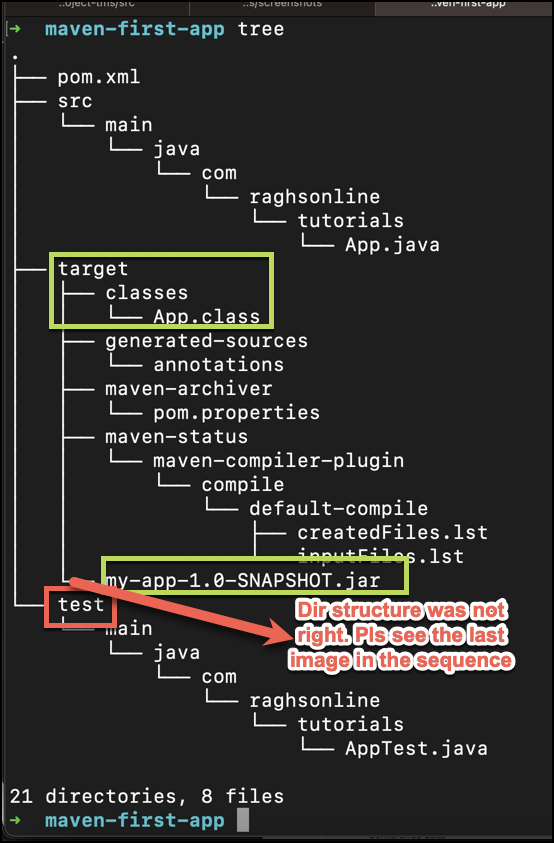 ..oject-tms/src ..s/screenshots ..ven-first-app
➜ maven-first-app tree
.
├── pom.xml
├── src
│   └── main
│       └── java
│           └── com
│               └── raghsonline
│                   └── tutorials
│                       └── App.java
├── target
│   ├── classes
│   │   └── App.class
│   ├── generated-sources
│   │   └── annotations
│   ├── maven-archiver
│   │   └── pom.properties
│   ├── maven-status
│   │   └── maven-compiler-plugin
│   │       └── compile
│   │           └── default-compile
│   │               ├── createdFiles.lst
│   │               └── inputFiles.lst
│   └── my-app-1.0-SNAPSHOT.jar
└── test
    └── main
        └── java
            └── com
                └── raghsonline
                    └── tutorials
                        └── AppTest.java
Dir structure was not
right. Pls see the last
image in the sequence
21 directories, 8 files
➜ maven-first-app